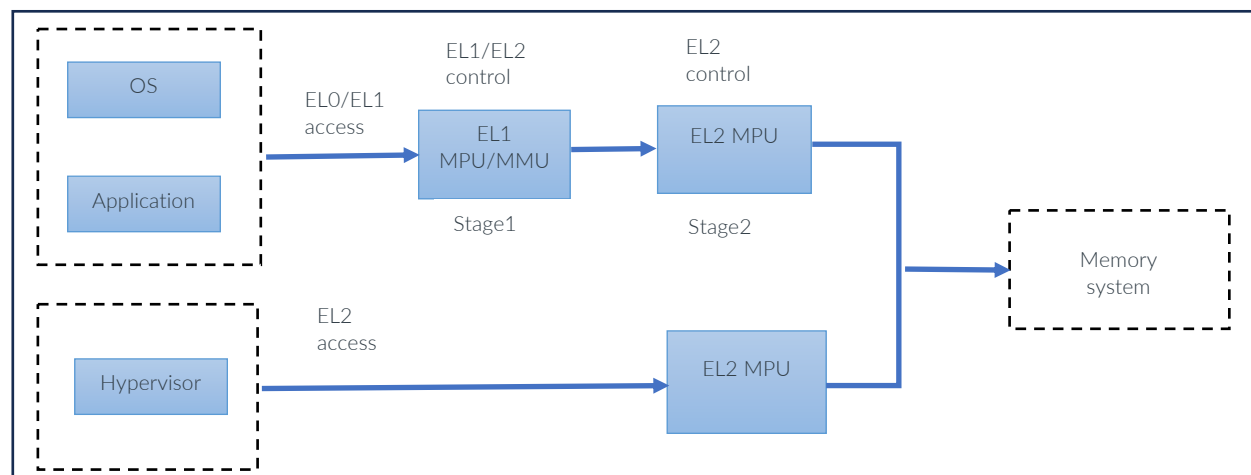 OS
Application
EL0/EL1
access
EL1/EL2
control
EL1
MPU/MMU
Stage1
EL2
control
EL2 MPU
Stage2
Memory
system
Hypervisor
EL2
access
EL2 MPU